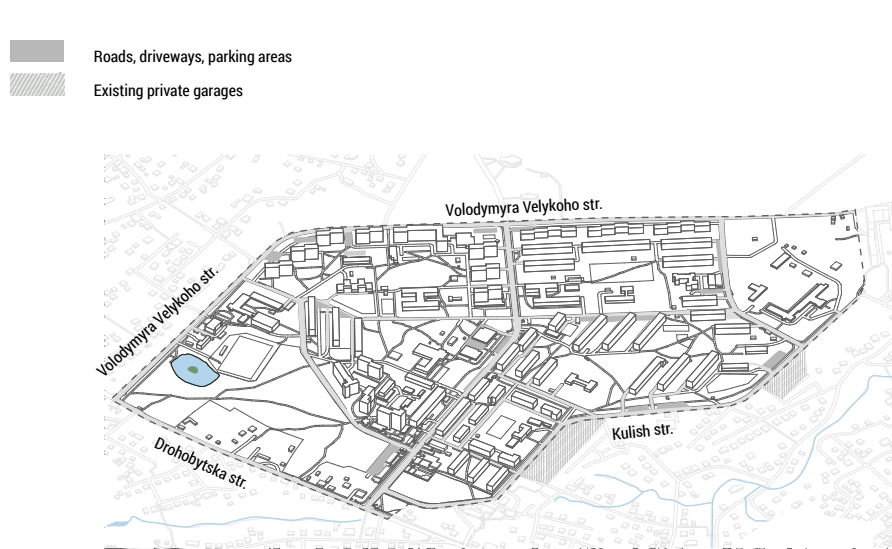 Roads, driveways, parking areas
Existing private garages
Volodymyra Velykoho str.
Volodymyra Velykoho str.
Kulish str.
Drohobytska str.